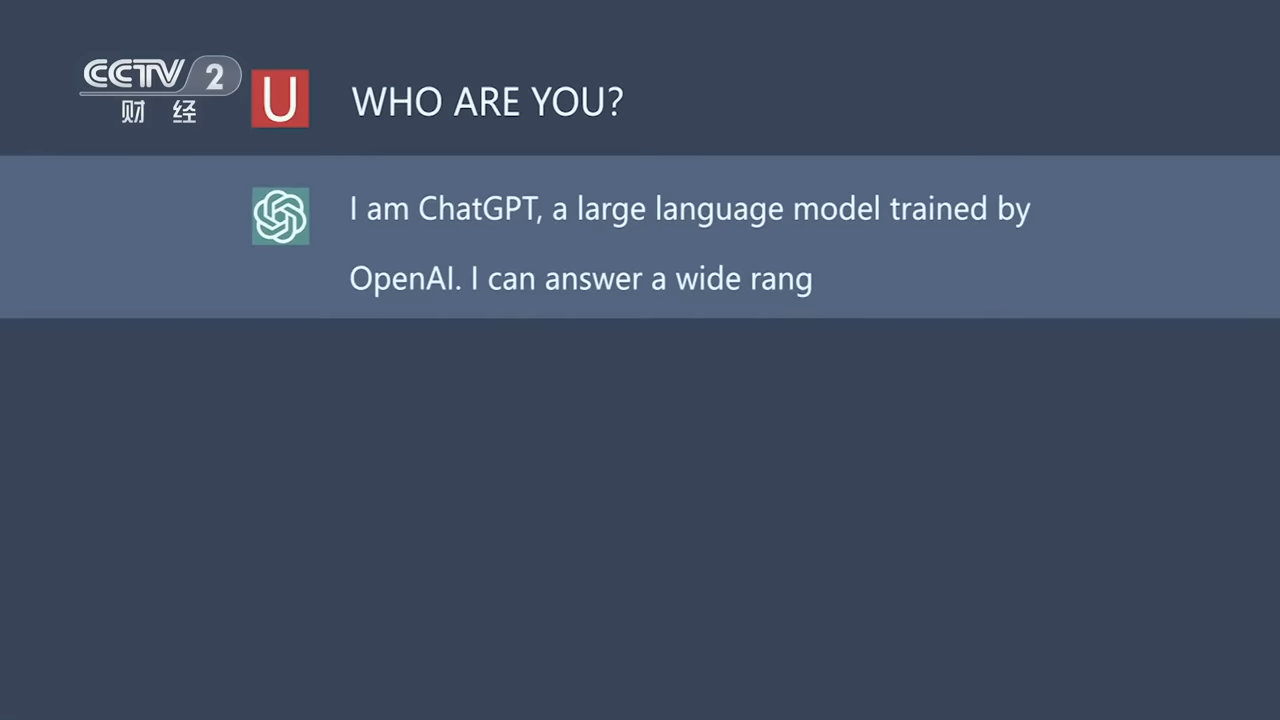 CCTV 2
财 经
U WHO ARE YOU?
I am ChatGPT, a large language model trained by
OpenAI. I can answer a wide rang